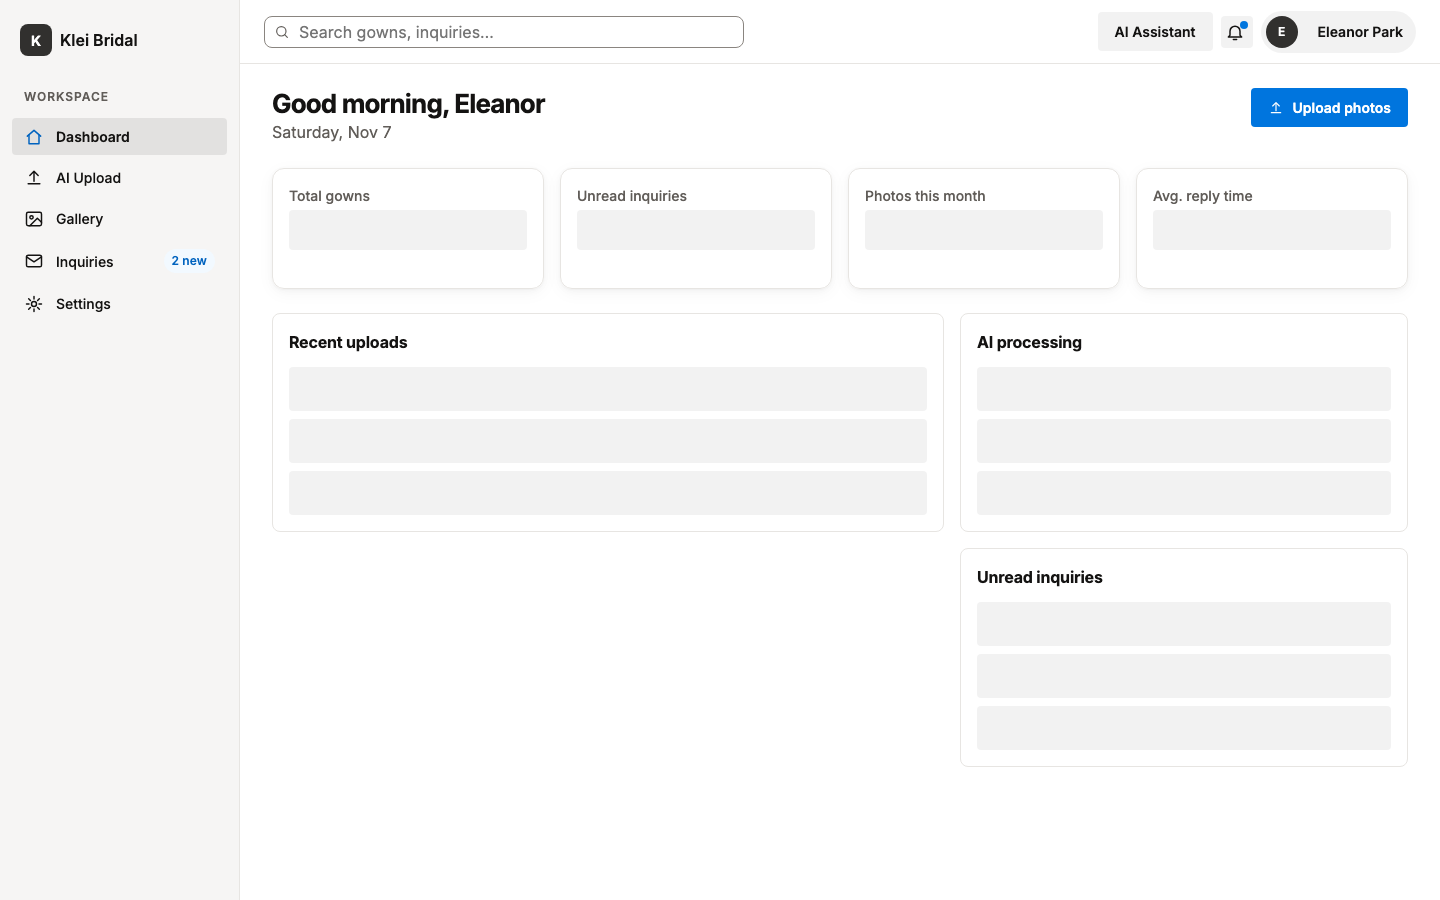 K Klei Bridal
WORKSPACE
Dashboard
AI Upload
Gallery
Inquiries 2 new
Settings
Search gowns, inquiries...
AI Assistant
E Eleanor Park
Good morning, Eleanor
Saturday, Nov 7
Upload photos
Total gowns
Unread inquiries
Photos this month
Avg. reply time
Recent uploads
AI processing
Unread inquiries